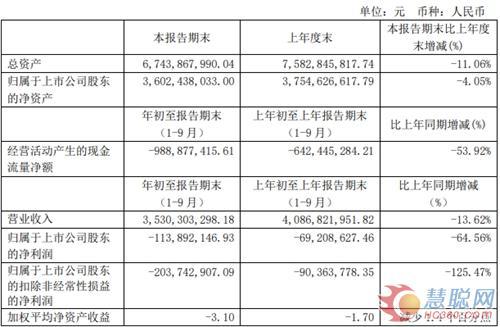 单位：元 币种：人民币
本报告期末 上年度末 本报告期末比上年度末增减(%)
总资产 6,743,867,990.04 7,582,845,817.74 -11.06%
归属于上市公司股东的净资产 3,602,438,033.00 3,754,626,617.79 -4.05%
年初至报告期末（1-9月） 上年初至上年报告期末（1-9月） 比上年同期增减(%)
经营活动产生的现金流量净额 -988,877,415.61 -642,445,284.21 -53.92%
年初至报告期末（1-9月） 上年初至上年报告期末（1-9月） 比上年同期增减（%）
营业收入 3,530,303,298.18 4,086,821,951.82 -13.62%
归属于上市公司股东的净利润 -113,892,146.93 -69,208,627.46 -64.56%
归属于上市公司股东的扣除非经常性损益的净利润 -203,742,907.09 -90,363,778.35 -125.47%
加权平均净资产收益 -3.10 -1.70 减少
慧聪网
HC360.COM